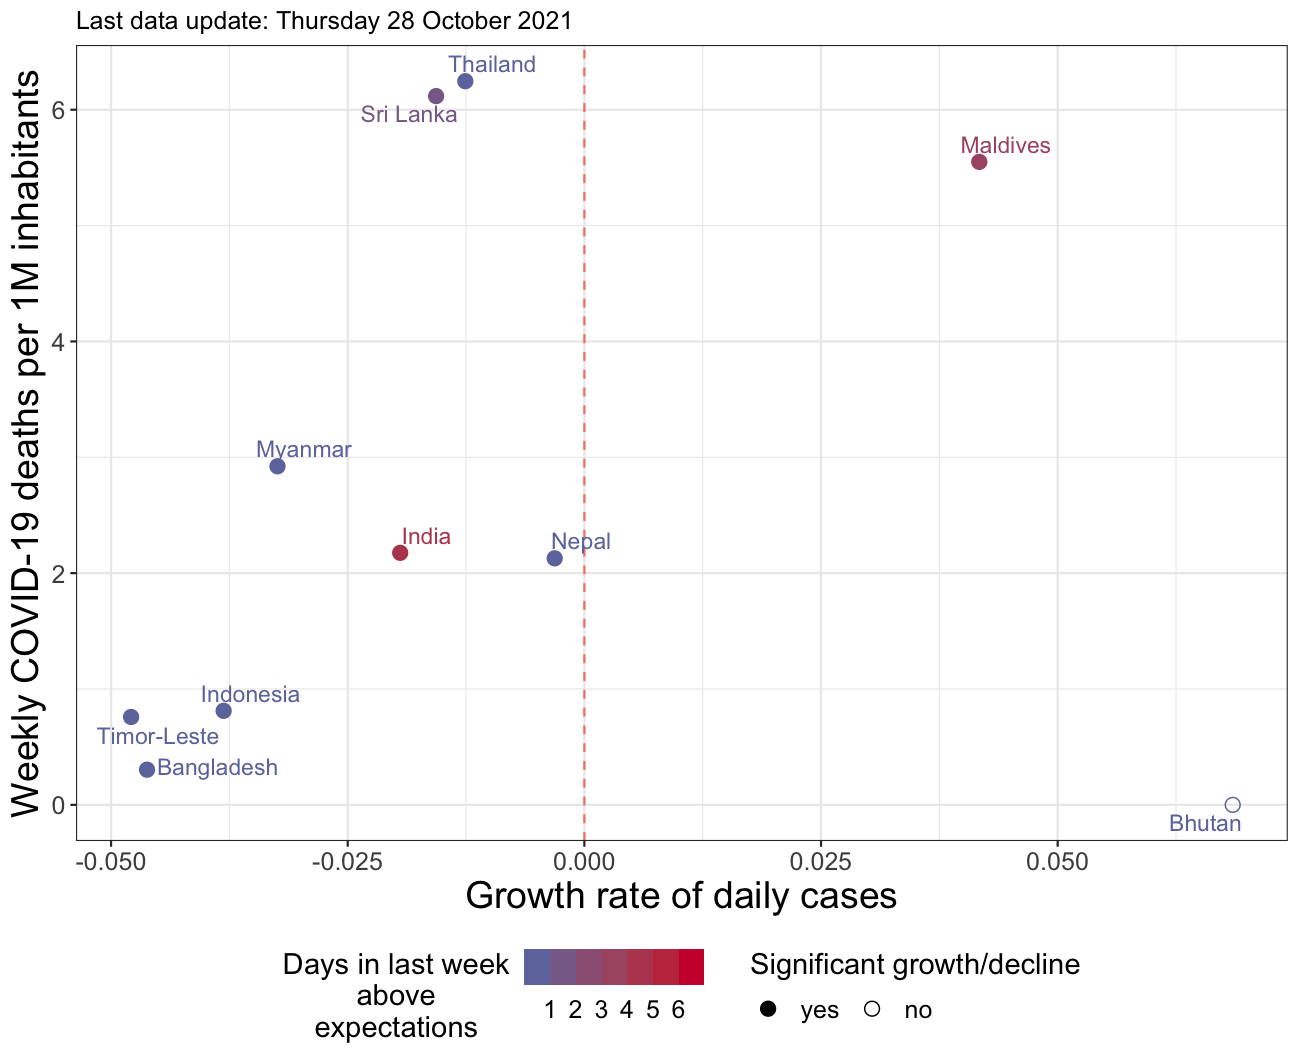 Last data update: Thursday 28 October 2021
Weekly COVID-19 deaths per 1M inhabitants
6
4
2
0
Thailand
Sri Lanka
Maldives
Myanmar
India
Nepal
Indonesia
Timor-Leste
Bangladesh
Bhutan
-0.050 -0.025 0.000 0.025 0.050
Growth rate of daily cases
Days in last week
above
expectations
1 2 3 4 5 6
Significant growth/decline
yes no